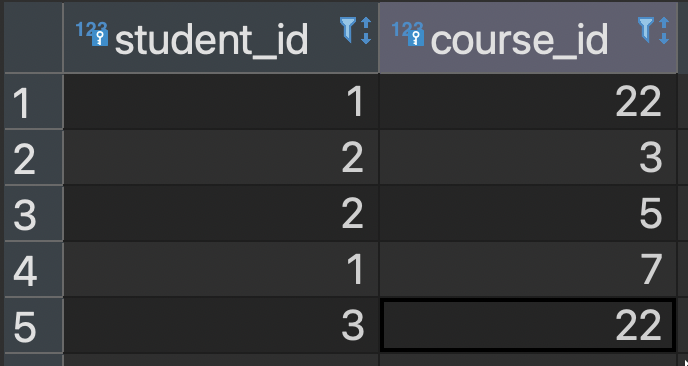 123 student_id 123 course_id
1 1 22
2 2 3
3 2 5
4 1 7
5 3 22